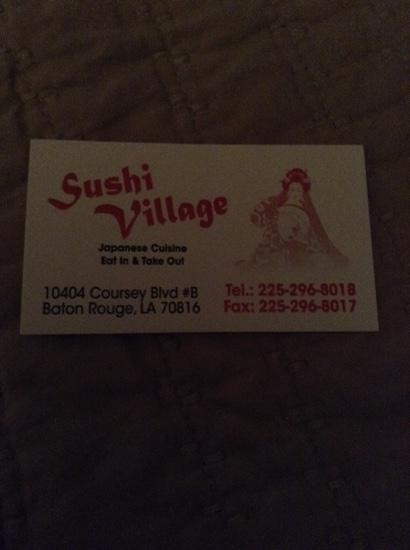 Sushi
Village
Japanese Cuisine
Eat In & Take Out
10404 Coursey Blvd #B
Baton Rouge, LA 70816
Tel.: 225-296-8018
Fax: 225-296-8017